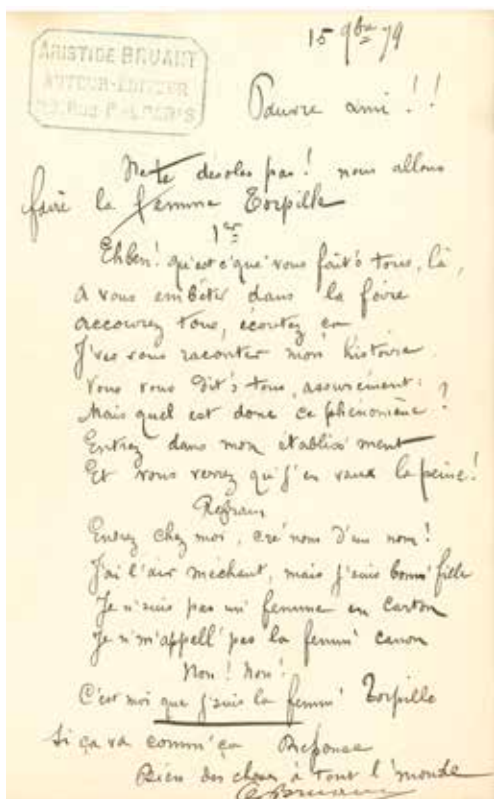 ARISTIDE BRUANT
AUTEUR-ÉDITEUR
PARIS
15 9bre 79
Pauvre ami ! !
Ne te désoles pas ! nous allons
faire la femme Torpille
1er
Ehben ! qu'est c'que vous fait's tous, là,
A vous embêter dans la foire
accourez tous, écoutez ça
J'vas vous raconter mon histoire
Vous vous dit's tous, assurément :
Mais quel est donc ce phénomène ?
Entrez dans mon établiss'ment
Et vous verrez qu'j'en vaux la peine !
Refrain
Entrez chez moi, cré nom d'un nom !
J'ai l'air méchant, mais j'suis bonn' fille
Je n'suis pas un' femme en carton
Je n'm'appell' pas la femm' canon
Non ! Non !
C'est moi que j'suis la femm' Torpille
Si ça va comm' ça Réponse
Bien des choses à tout l'monde
Bruant